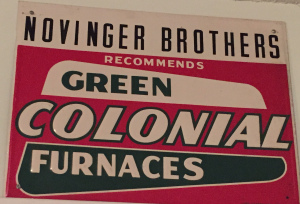 NOVINGER BROTHERS
RECOMMENDS
GREEN
COLONIAL
FURNACES